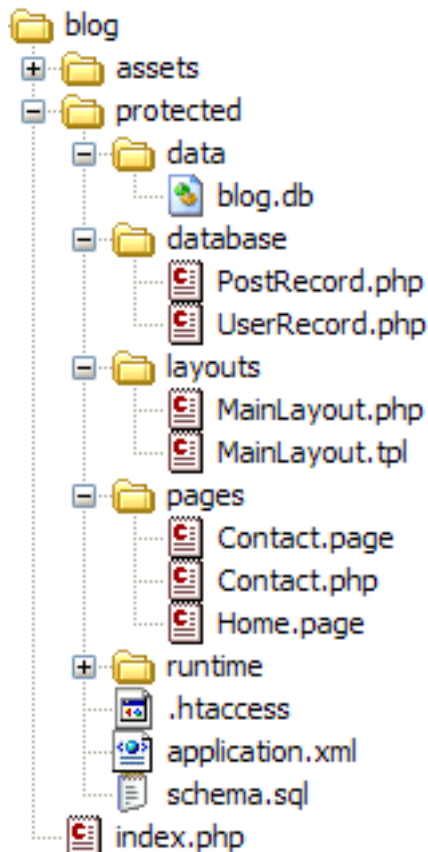 blog
assets
protected
data
blog.db
database
PostRecord.php
UserRecord.php
layouts
MainLayout.php
MainLayout.tpl
pages
Contact.page
Contact.php
Home.page
runtime
.htaccess
application.xml
schema.sql
index.php